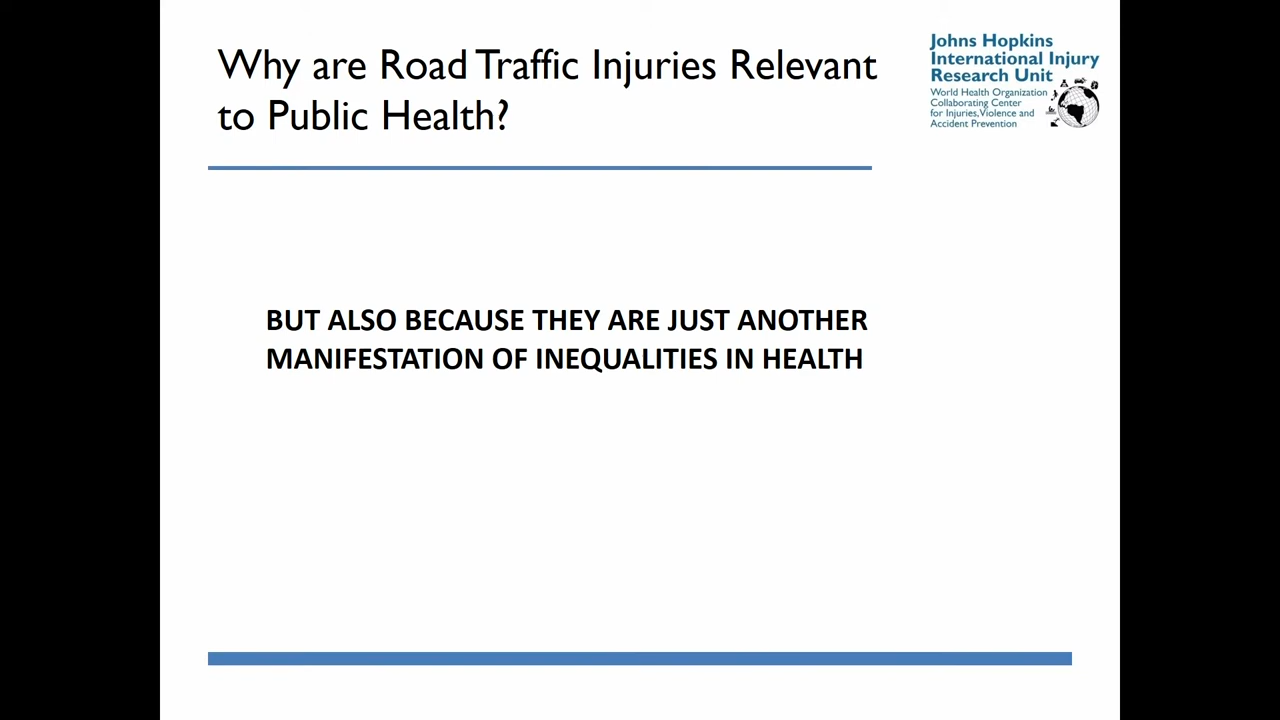 Why are Road Traffic Injuries Relevant
to Public Health?
Johns Hopkins
International Injury
Research Unit
World Health Organization
Collaborating Center
for Injuries,Violence and
Accident Prevention
BUT ALSO BECAUSE THEY ARE JUST ANOTHER
MANIFESTATION OF INEQUALITIES IN HEALTH